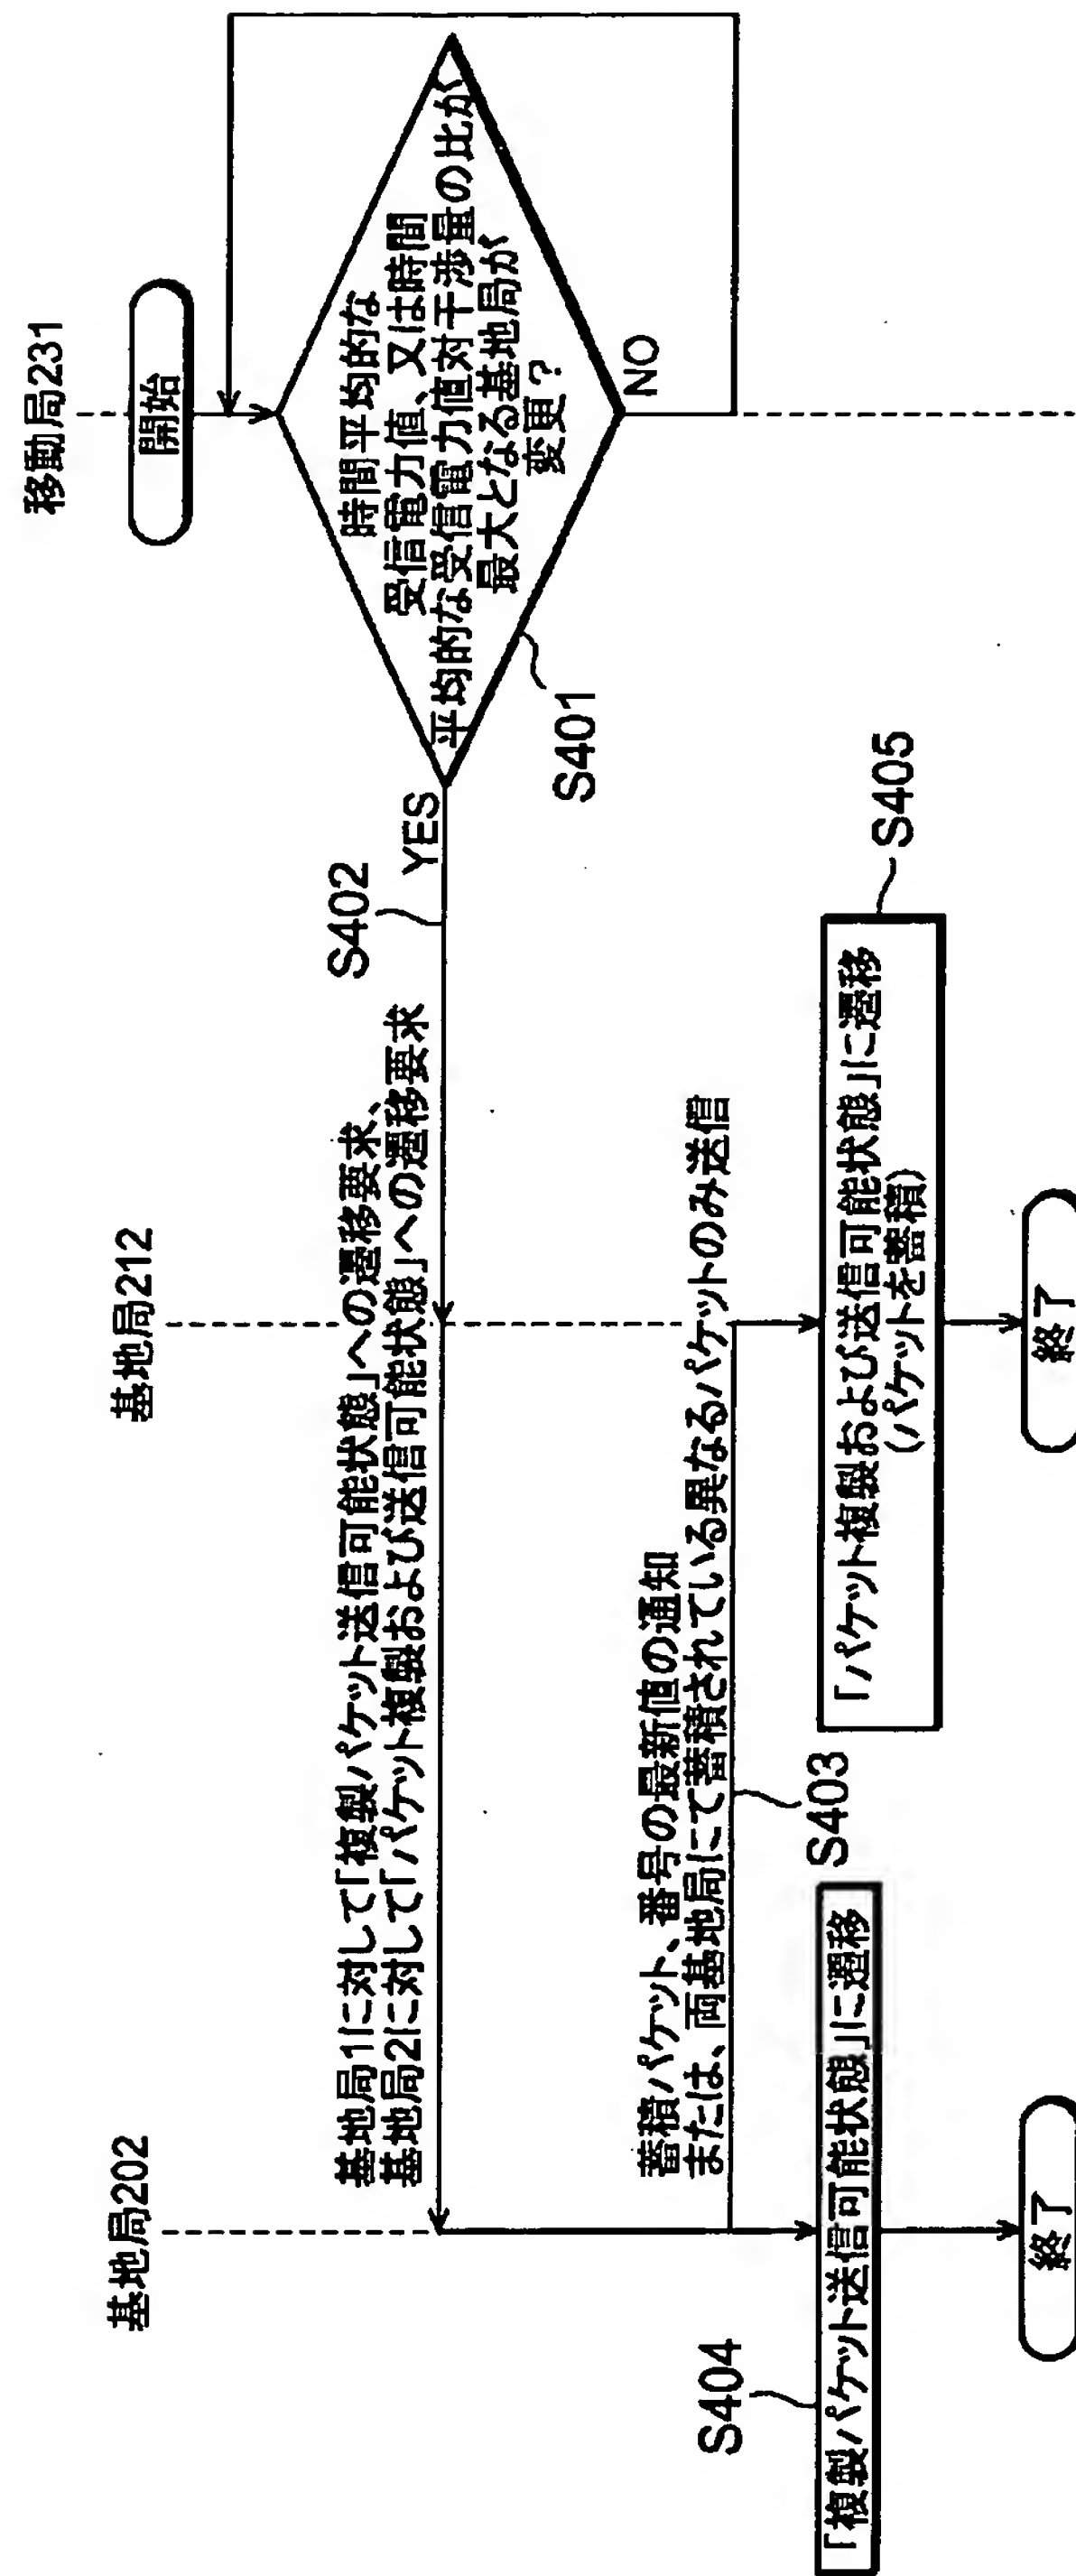 基地局202
基地局212
移動局231
開始
時間平均的な
受信電力値、又は時間
平均的な受信電力値対干渉量の比が
最大となる基地局が
変更?
NO
S401
YES
S402
基地局1に対して「複製パケット送信可能状態」への遷移要求、
基地局2に対して「パケット複製および送信可能状態」への遷移要求
蓄積パケット、番号の最新値の通知
または、両基地局にて蓄積されている異なるパケットのみ送信
S403
S404
「複製パケット送信可能状態」に遷移
S405
「パケット複製および送信可能状態」に遷移
(パケットを蓄積)
終了
終了